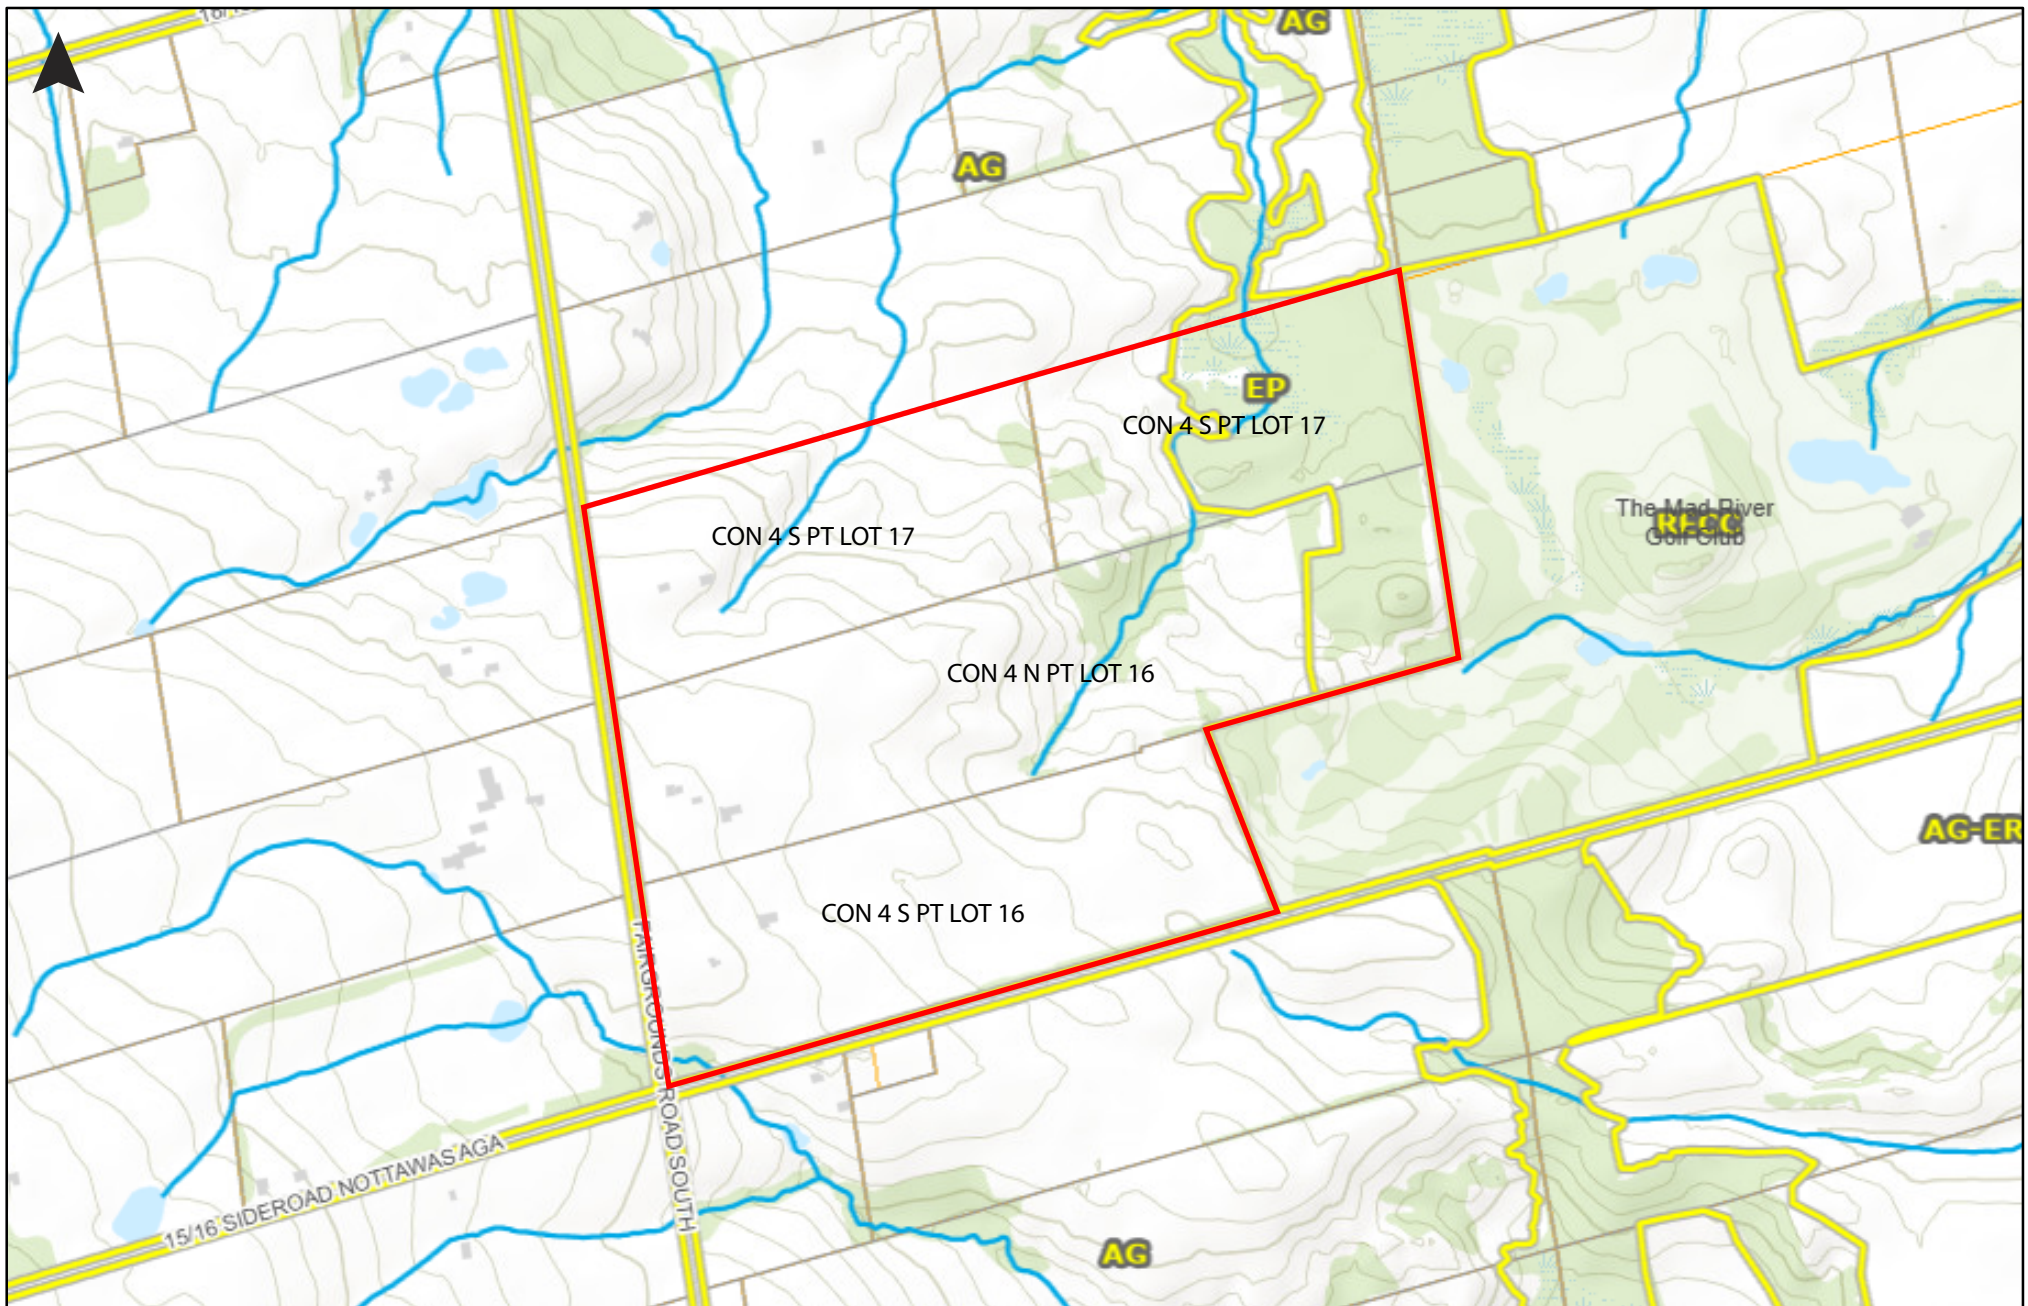 AG
AG
EP
CON 4 S PT LOT 17
The Mad River
RECC
Golf Club
CON 4 S PT LOT 17
CON 4 N PT LOT 16
AG-ER
CON 4 S PT LOT 16
FAIRGROUNDS ROAD SOUTH
15/16 SIDEROAD NOTTAWASAGA
AG